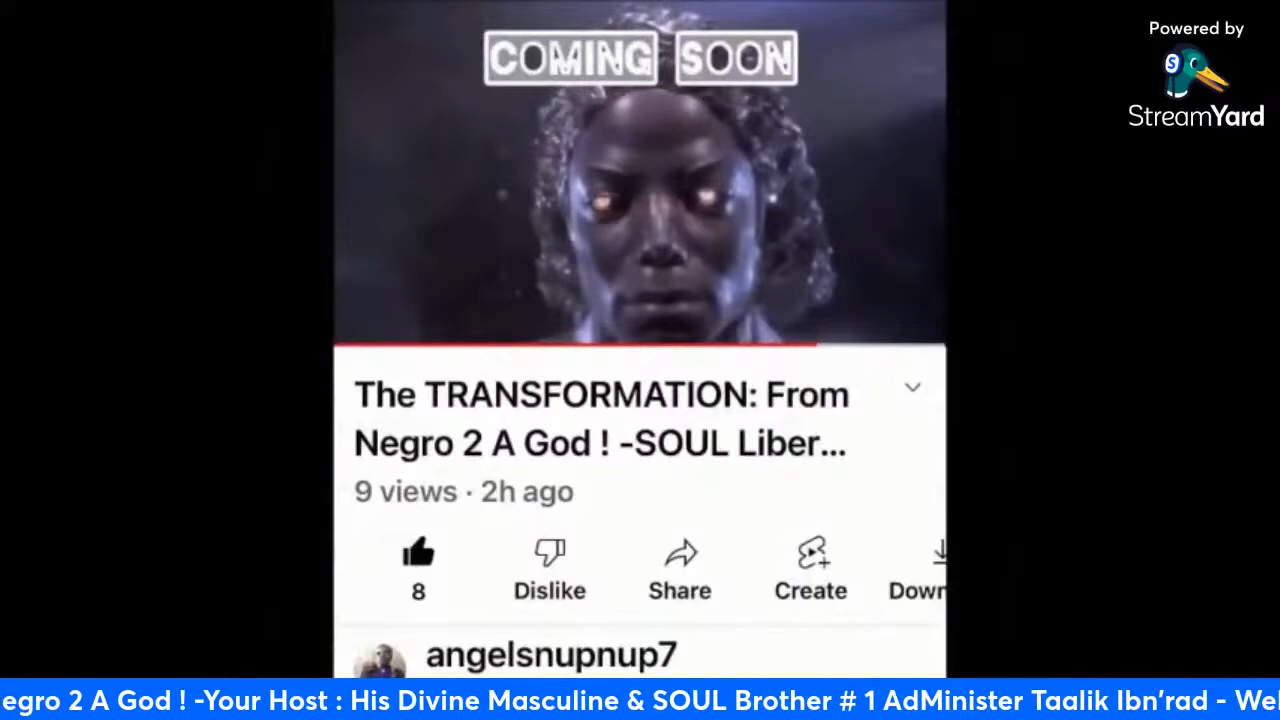 COMING SOON
Powered by
S
StreamYard
The TRANSFORMATION: From
Negro 2 A God ! -SOUL Liber...
9 views · 2h ago
8
Dislike
Share
Create
Down
angelsnupnup7
egro 2 A God ! -Your Host : His Divine Masculine & SOUL Brother # 1 AdMinister Taalik Ibn'rad - Wel